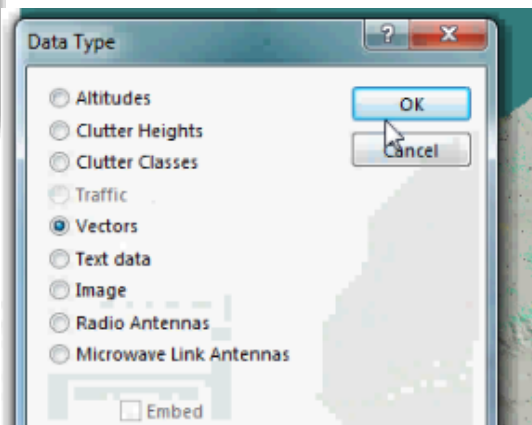 Data Type
Altitudes
OK
Clutter Heights
Clutter Classes
Cancel
Traffic
Vectors
Text data
Image
Radio Antennas
Microwave Link Antennas
Embed